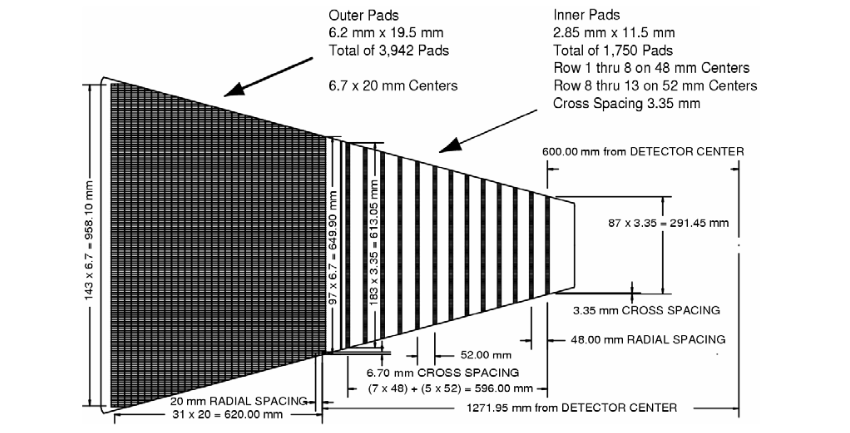 Outer Pads
6.2 mm x 19.5 mm
Total of 3,942 Pads
6.7 x 20 mm Centers
Inner Pads
2.85 mm x 11.5 mm
Total of 1,750 Pads
Row 1 thru 8 on 48 mm Centers
Row 8 thru 13 on 52 mm Centers
Cross Spacing 3.35 mm
600.00 mm from DETECTOR CENTER
143 x 6.7 = 958.10 mm
97 x 6.7 = 649.90 mm
183 x 3.35 = 613.05 mm
87 x 3.35 = 291.45 mm
3.35 mm CROSS SPACING
48.00 mm RADIAL SPACING
52.00 mm
6.70 mm CROSS SPACING
(7 x 48) + (5 x 52) = 596.00 mm
20 mm RADIAL SPACING
31 x 20 = 620.00 mm
1271.95 mm from DETECTOR CENTER